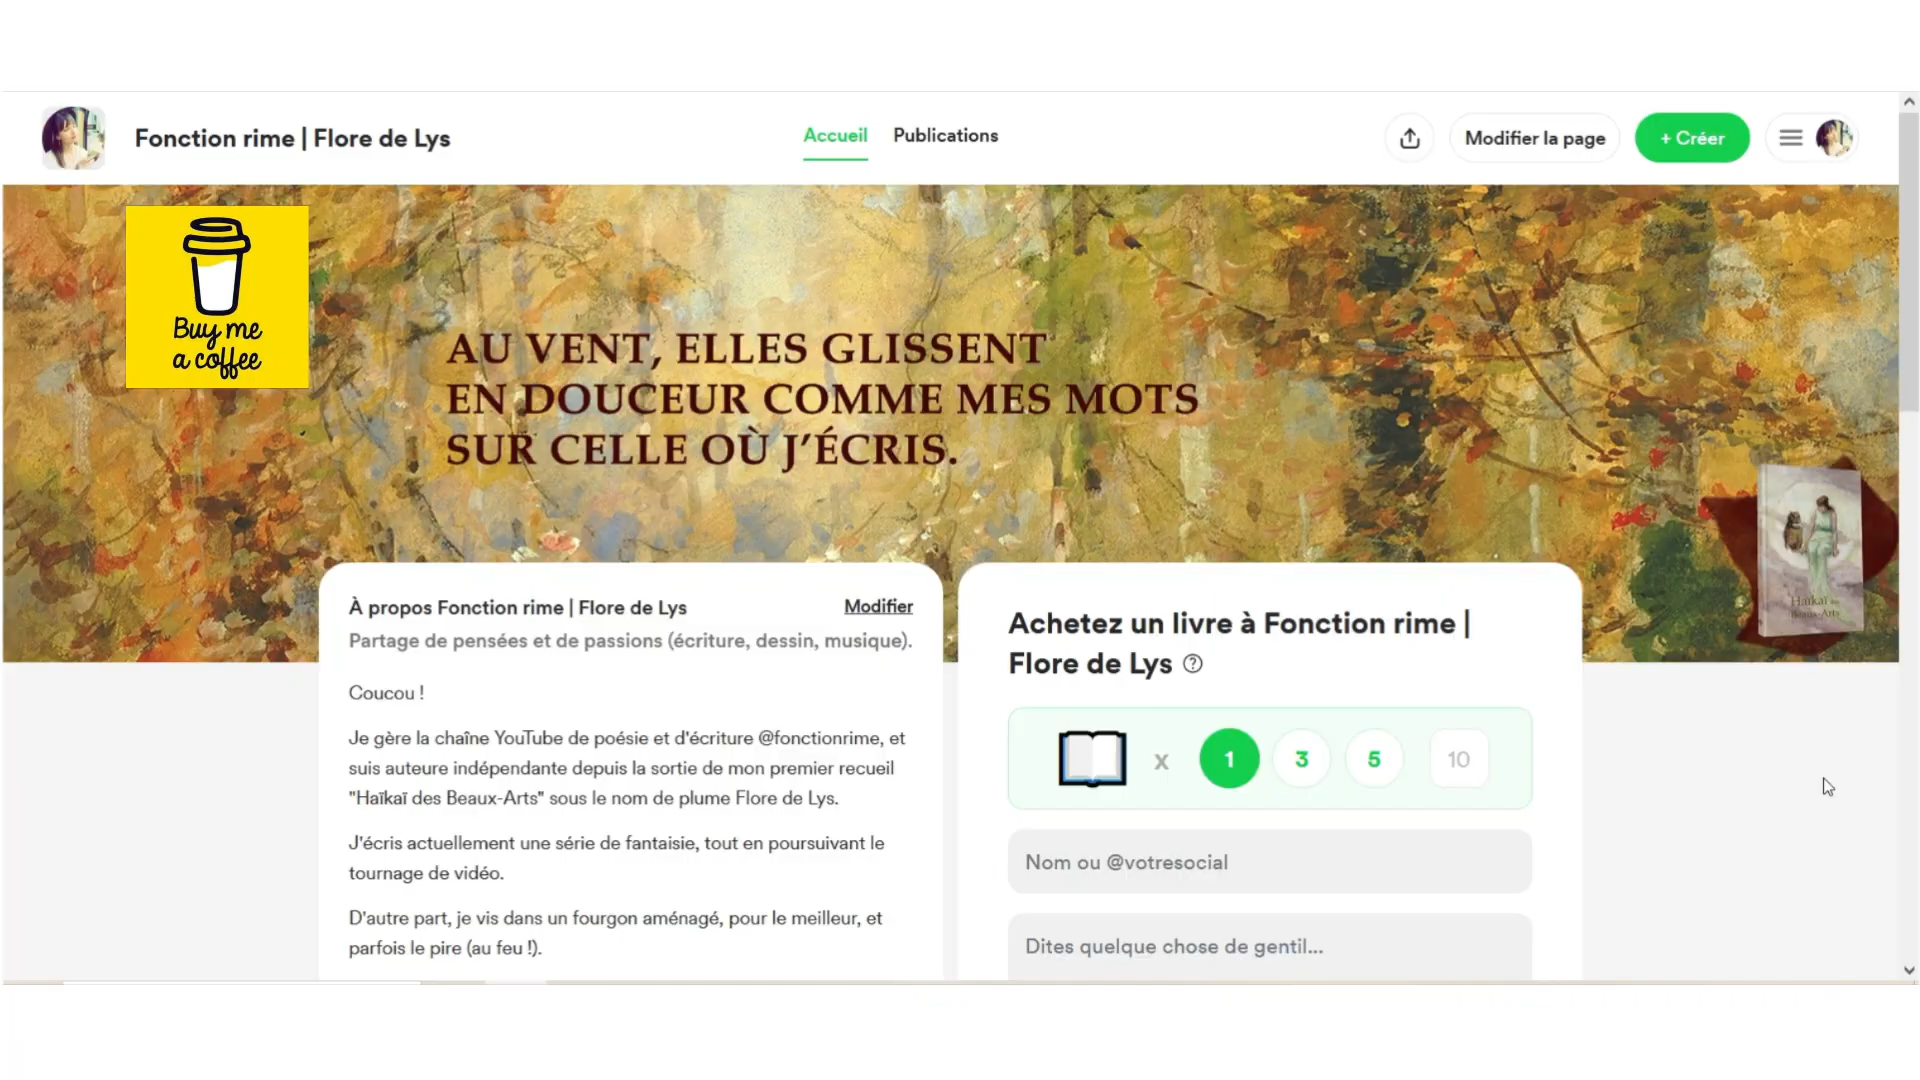 Fonction rime | Flore de Lys
Accueil
Publications
Modifier la page
+ Créer
Buy me
a coffee
AU VENT, ELLES GLISSENT
EN DOUCEUR COMME MES MOTS
SUR CELLE OÙ J’ÉCRIS.
Haïkaï des
Beaux-Arts
À propos Fonction rime | Flore de Lys
Modifier
Partage de pensées et de passions (écriture, dessin, musique).
Coucou !
Je gère la chaîne YouTube de poésie et d'écriture @fonctionrime, et
suis auteure indépendante depuis la sortie de mon premier recueil
"Haïkaï des Beaux-Arts" sous le nom de plume Flore de Lys.
J'écris actuellement une série de fantaisie, tout en poursuivant le
tournage de vidéo.
D'autre part, je vis dans un fourgon aménagé, pour le meilleur, et
parfois le pire (au feu !).
Achetez un livre à Fonction rime |
Flore de Lys ?
x 1 3 5 10
Nom ou @votresocial
Dites quelque chose de gentil...